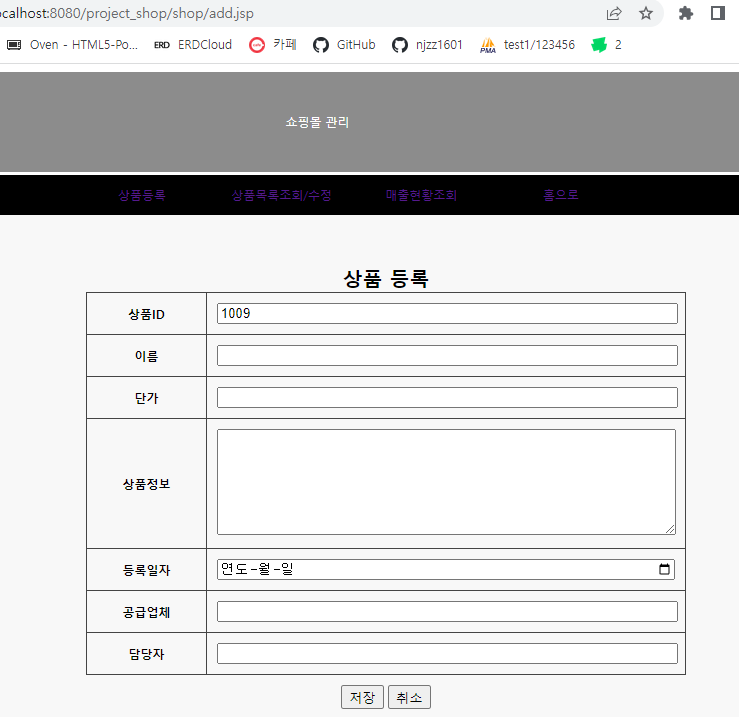 ocalhost:8080/project_shop/shop/add.jsp
Oven - HTML5-Po... ERD ERDCloud 카페 GitHub njzz1601 PMA test1/123456 2
쇼핑몰 관리
상품등록 상품목록조회/수정 매출현황조회 홈으로
상품 등록
상품ID 1009
이름
단가
상품정보
등록일자 연도-월-일
공급업체
담당자
저장 취소